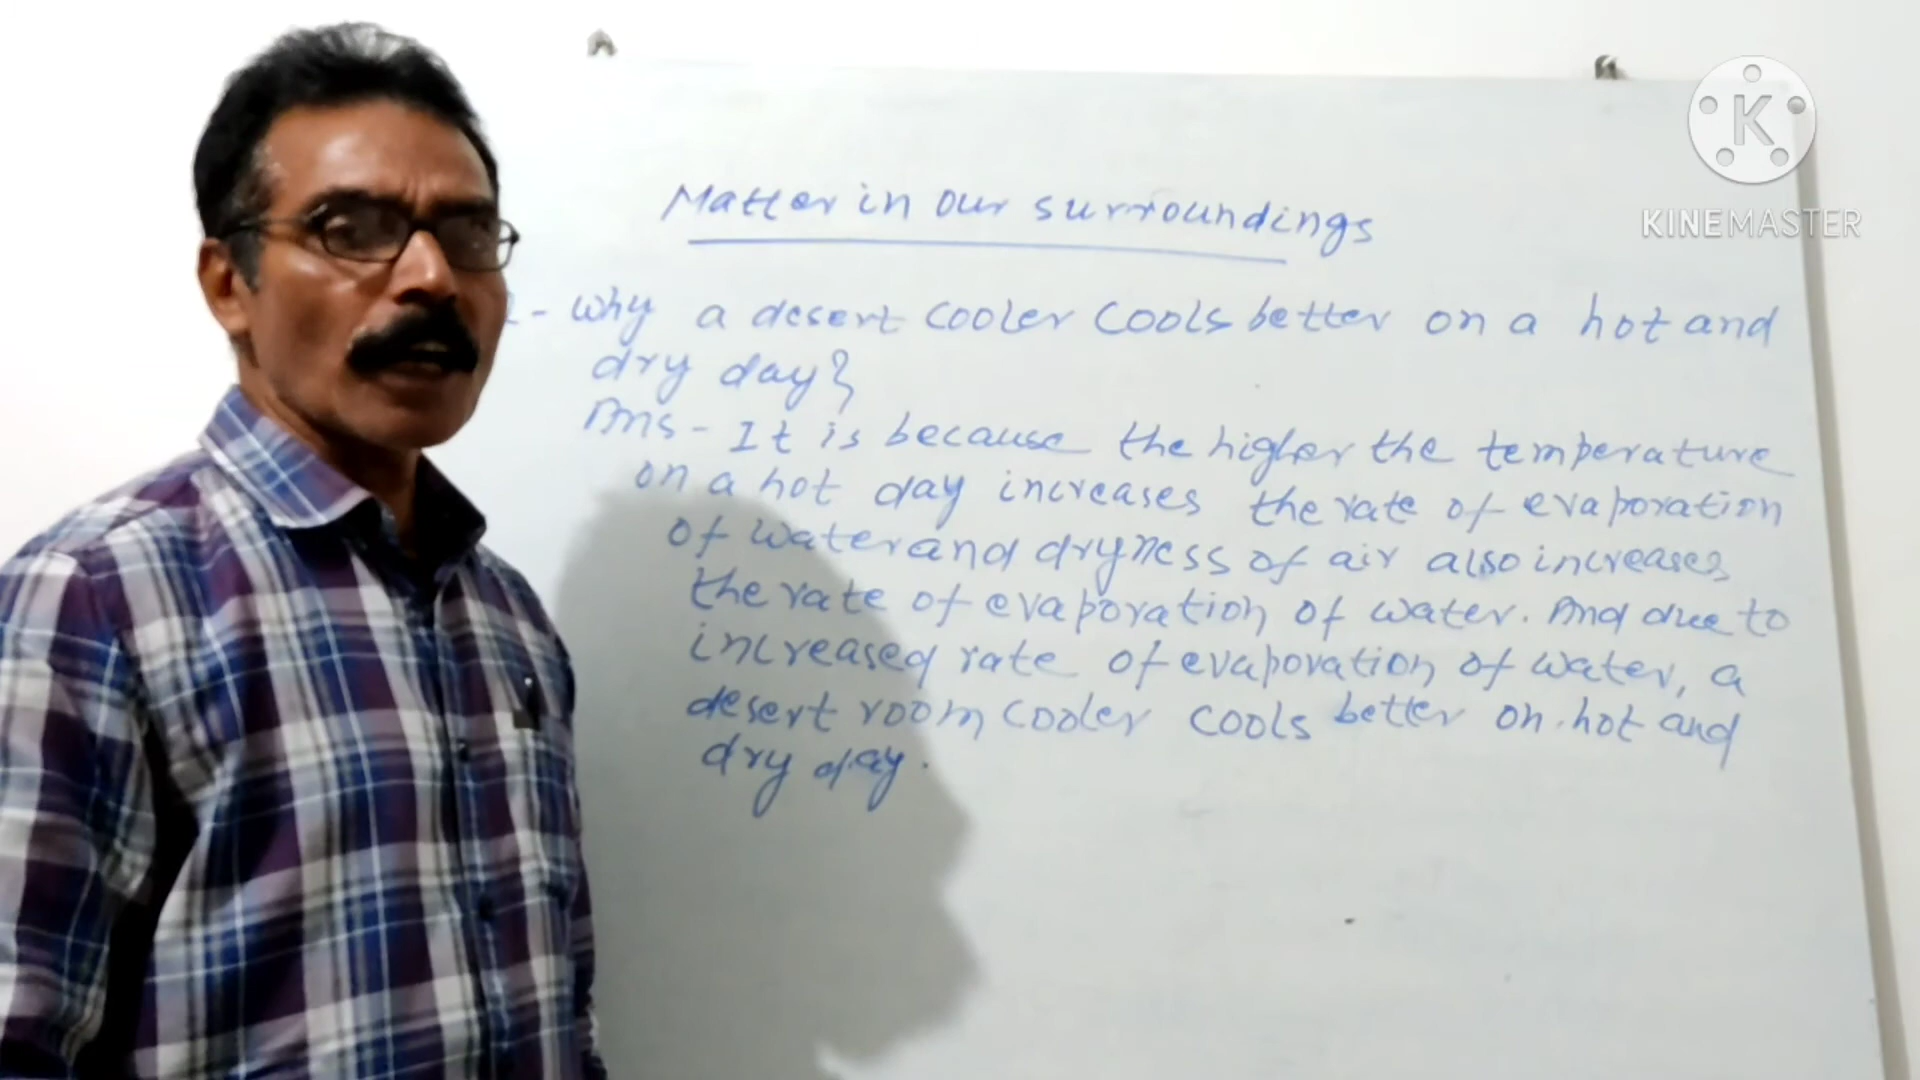 K
KINEMASTER
Matter in our surroundings
- Why a desert cooler cools better on a hot and
dry day?
Ans - It is because the higher the temperature
on a hot day increases the rate of evaporation
of water and dryness of air also increases
the rate of evaporation of water. And due to
increased rate of evaporation of water, a
desert room cooler cools better on hot and
dry day.